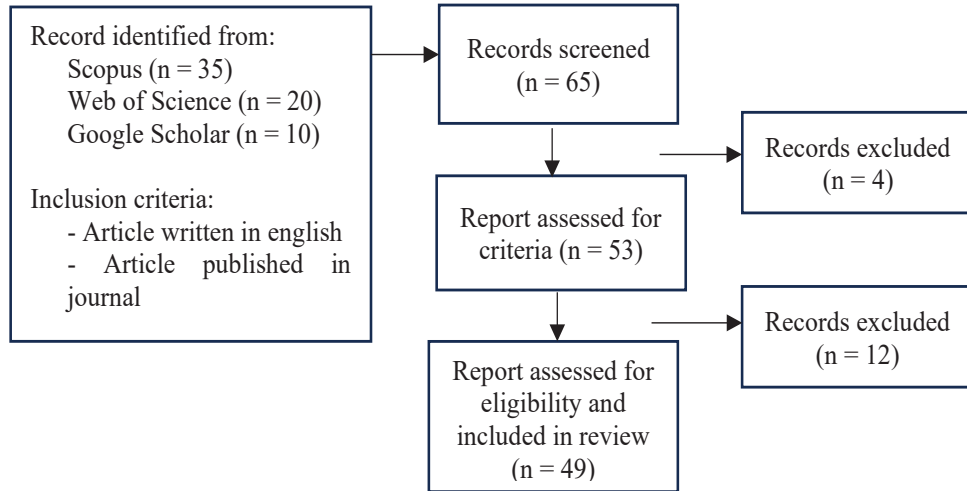 Record identified from:
Scopus (n = 35)
Web of Science (n = 20)
Google Scholar (n = 10)
Inclusion criteria:
- Article written in english
- Article published in
journal
Records screened
(n = 65)
Records excluded
(n = 4)
Report assessed for
criteria (n = 53)
Records excluded
(n = 12)
Report assessed for
eligibility and
included in review
(n = 49)